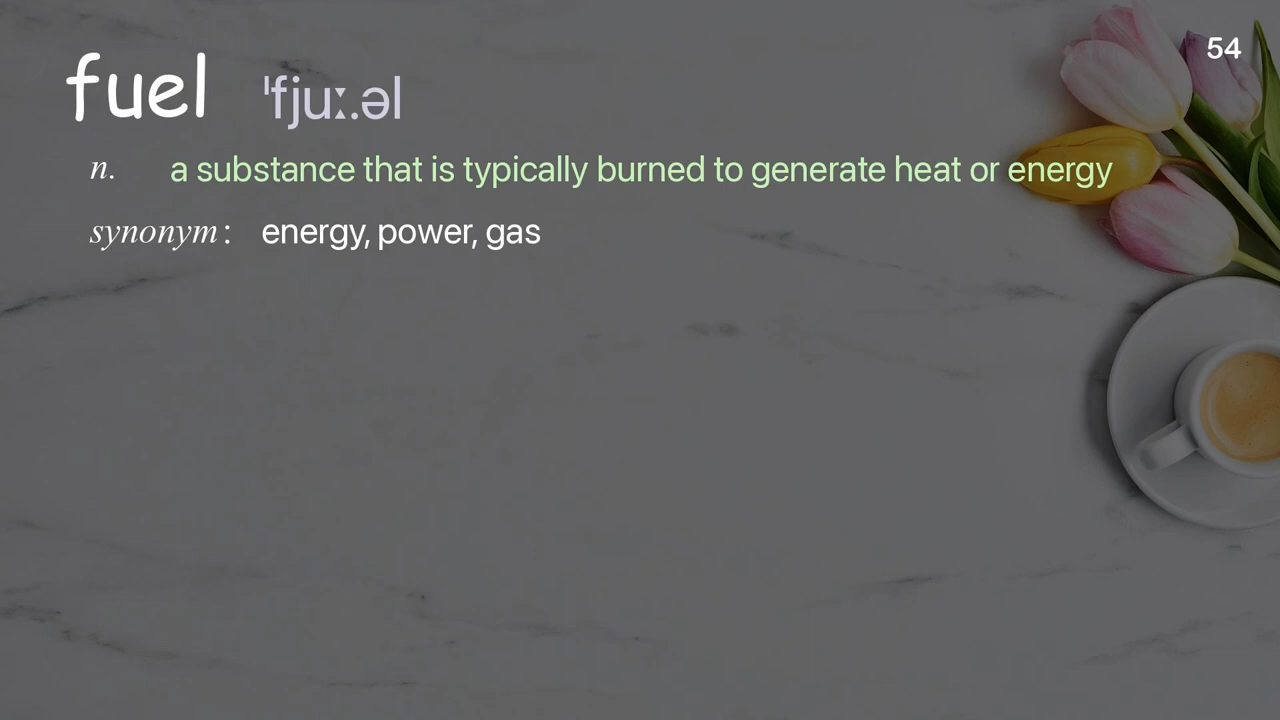 54
fuel ˈfjuː.əl
n. a substance that is typically burned to generate heat or energy
synonym : energy, power, gas